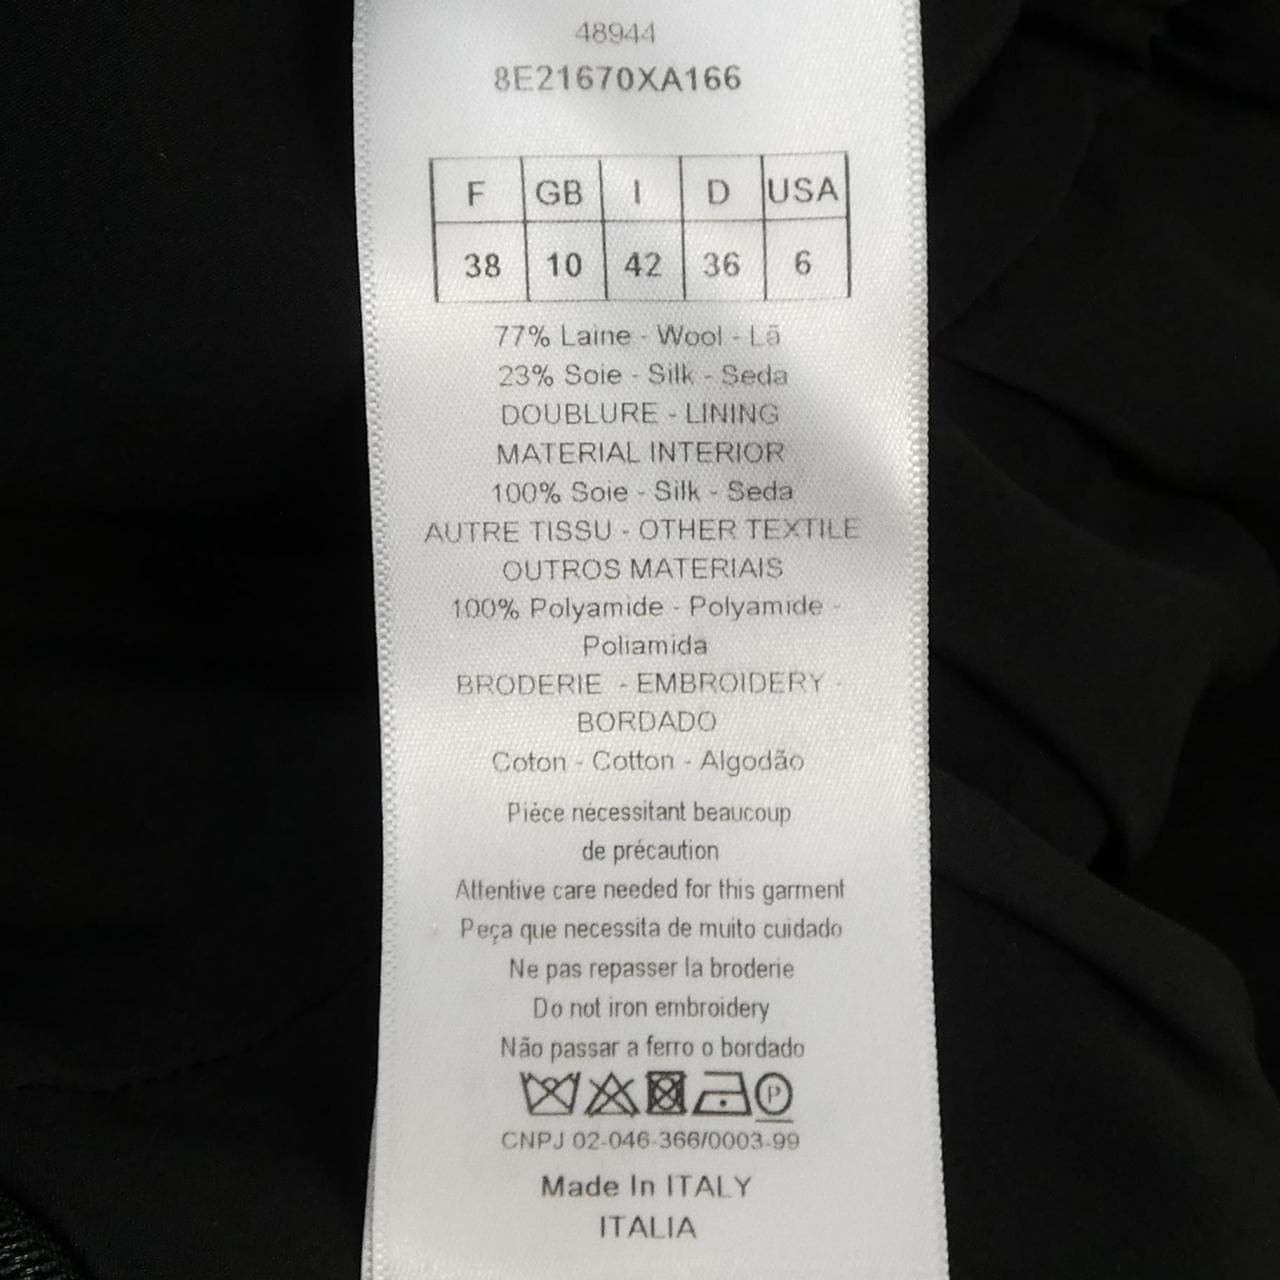 48944
8E21670XA166
F GB I D USA
38 10 42 36 6
77% Laine - Wool - Lã
23% Soie - Silk - Seda
DOUBLURE - LINING
MATERIAL INTERIOR
100% Soie - Silk - Seda
AUTRE TISSU - OTHER TEXTILE
OUTROS MATERIAIS
100% Polyamide - Polyamide -
Poliamida
BRODERIE - EMBROIDERY -
BORDADO
Coton - Cotton - Algodão
Pièce nécessitant beaucoup
de précaution
Attentive care needed for this garment
Peça que necessita de muito cuidado
Ne pas repasser la broderie
Do not iron embroidery
Não passar a ferro o bordado
P
CNPJ 02-046-366/0003-99
Made In ITALY
ITALIA